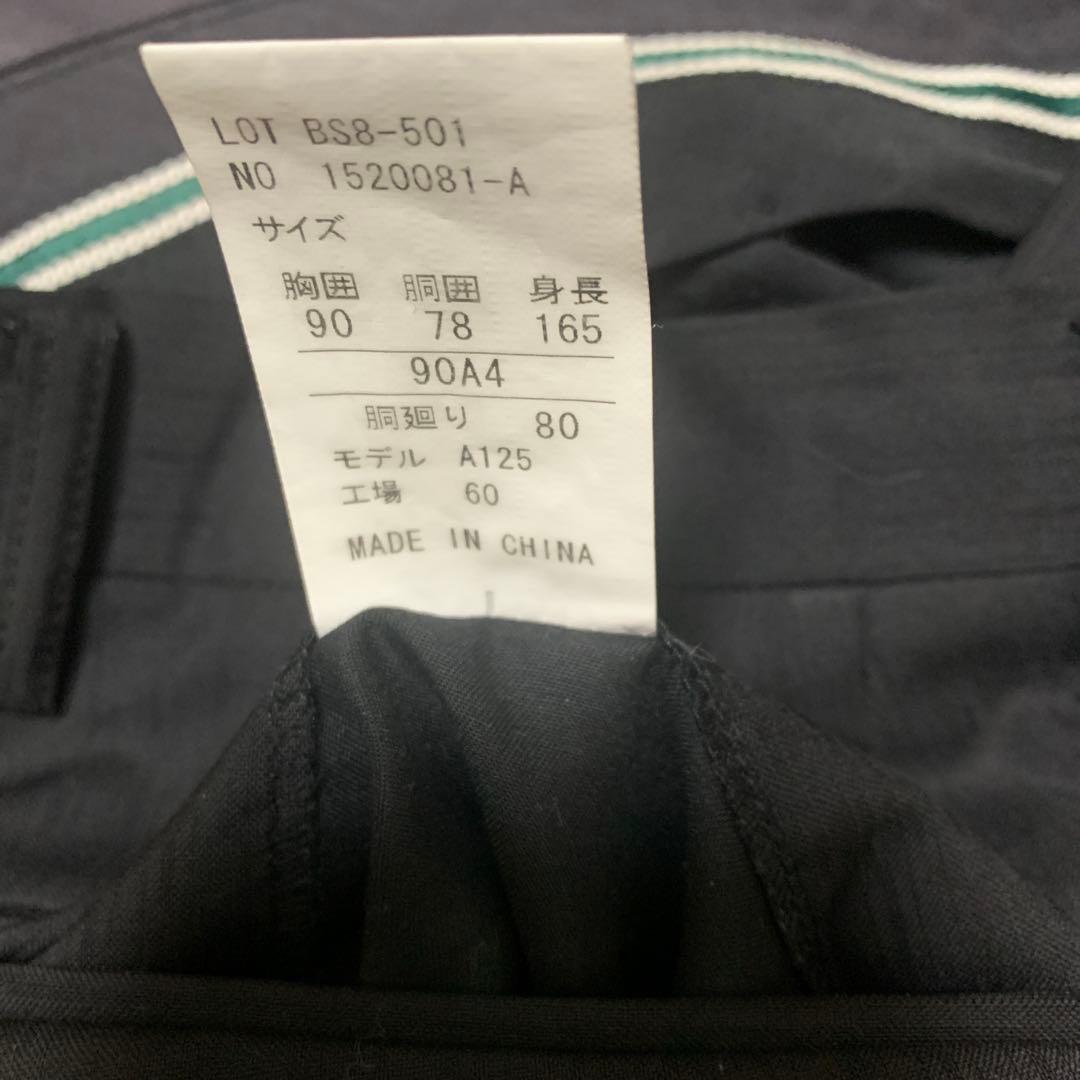 LOT BS8-501
NO 1520081-A
サイズ
胸囲 胴囲 身長
90 78 165
90A4
胴廻り 80
モデル A125
工場 60
MADE IN CHINA